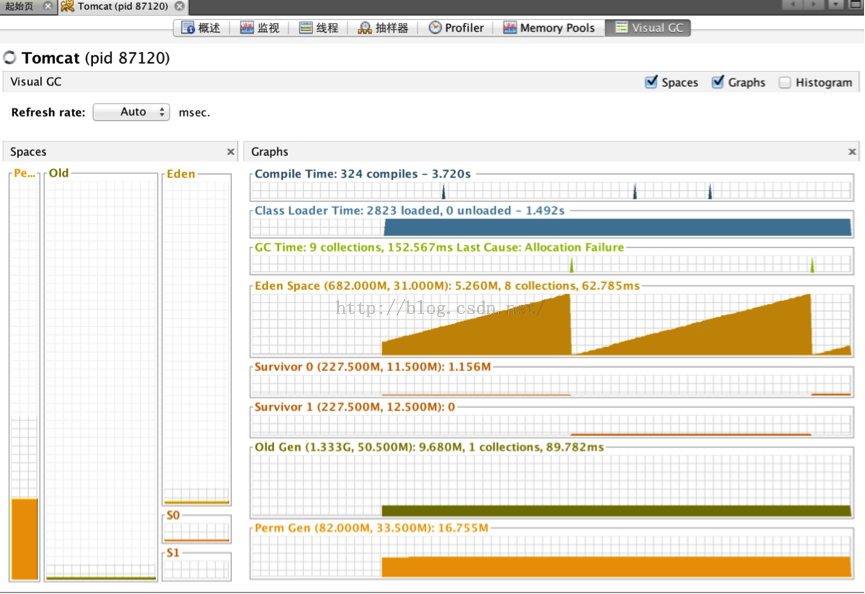 起始页
Tomcat (pid 87120)
概述 监视 线程 抽样器 Profiler Memory Pools Visual GC
Tomcat (pid 87120)
Visual GC Spaces Graphs Histogram
Refresh rate: Auto msec.
Spaces
Pe...
Old
Eden
S0
S1
Graphs
Compile Time: 324 compiles - 3.720s
Class Loader Time: 2823 loaded, 0 unloaded - 1.492s
GC Time: 9 collections, 152.567ms Last Cause: Allocation Failure
Eden Space (682.000M, 31.000M): 5.260M, 8 collections, 62.785ms
http://blog.csdn.net/
Survivor 0 (227.500M, 11.500M): 1.156M
Survivor 1 (227.500M, 12.500M): 0
Old Gen (1.333G, 50.500M): 9.680M, 1 collections, 89.782ms
Perm Gen (82.000M, 33.500M): 16.755M